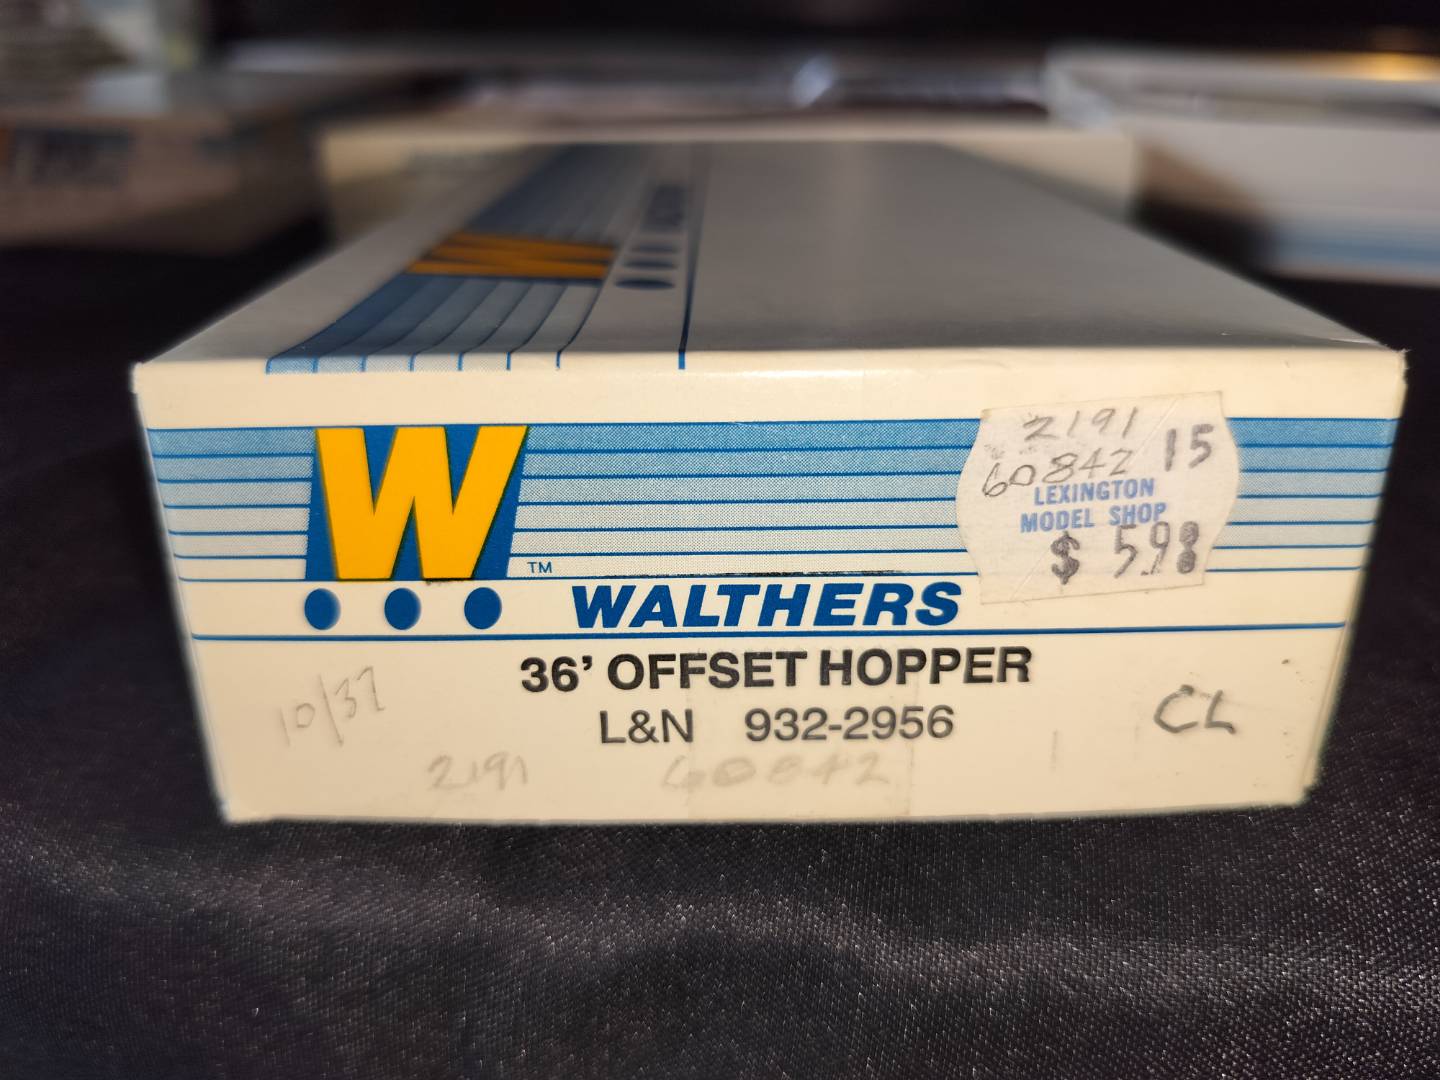 W
TM
WALTHERS
2191
15
60842
LEXINGTON
MODEL SHOP
$ 5.98
36' OFFSET HOPPER
L&N 932-2956
10/37
CL
2191 60842